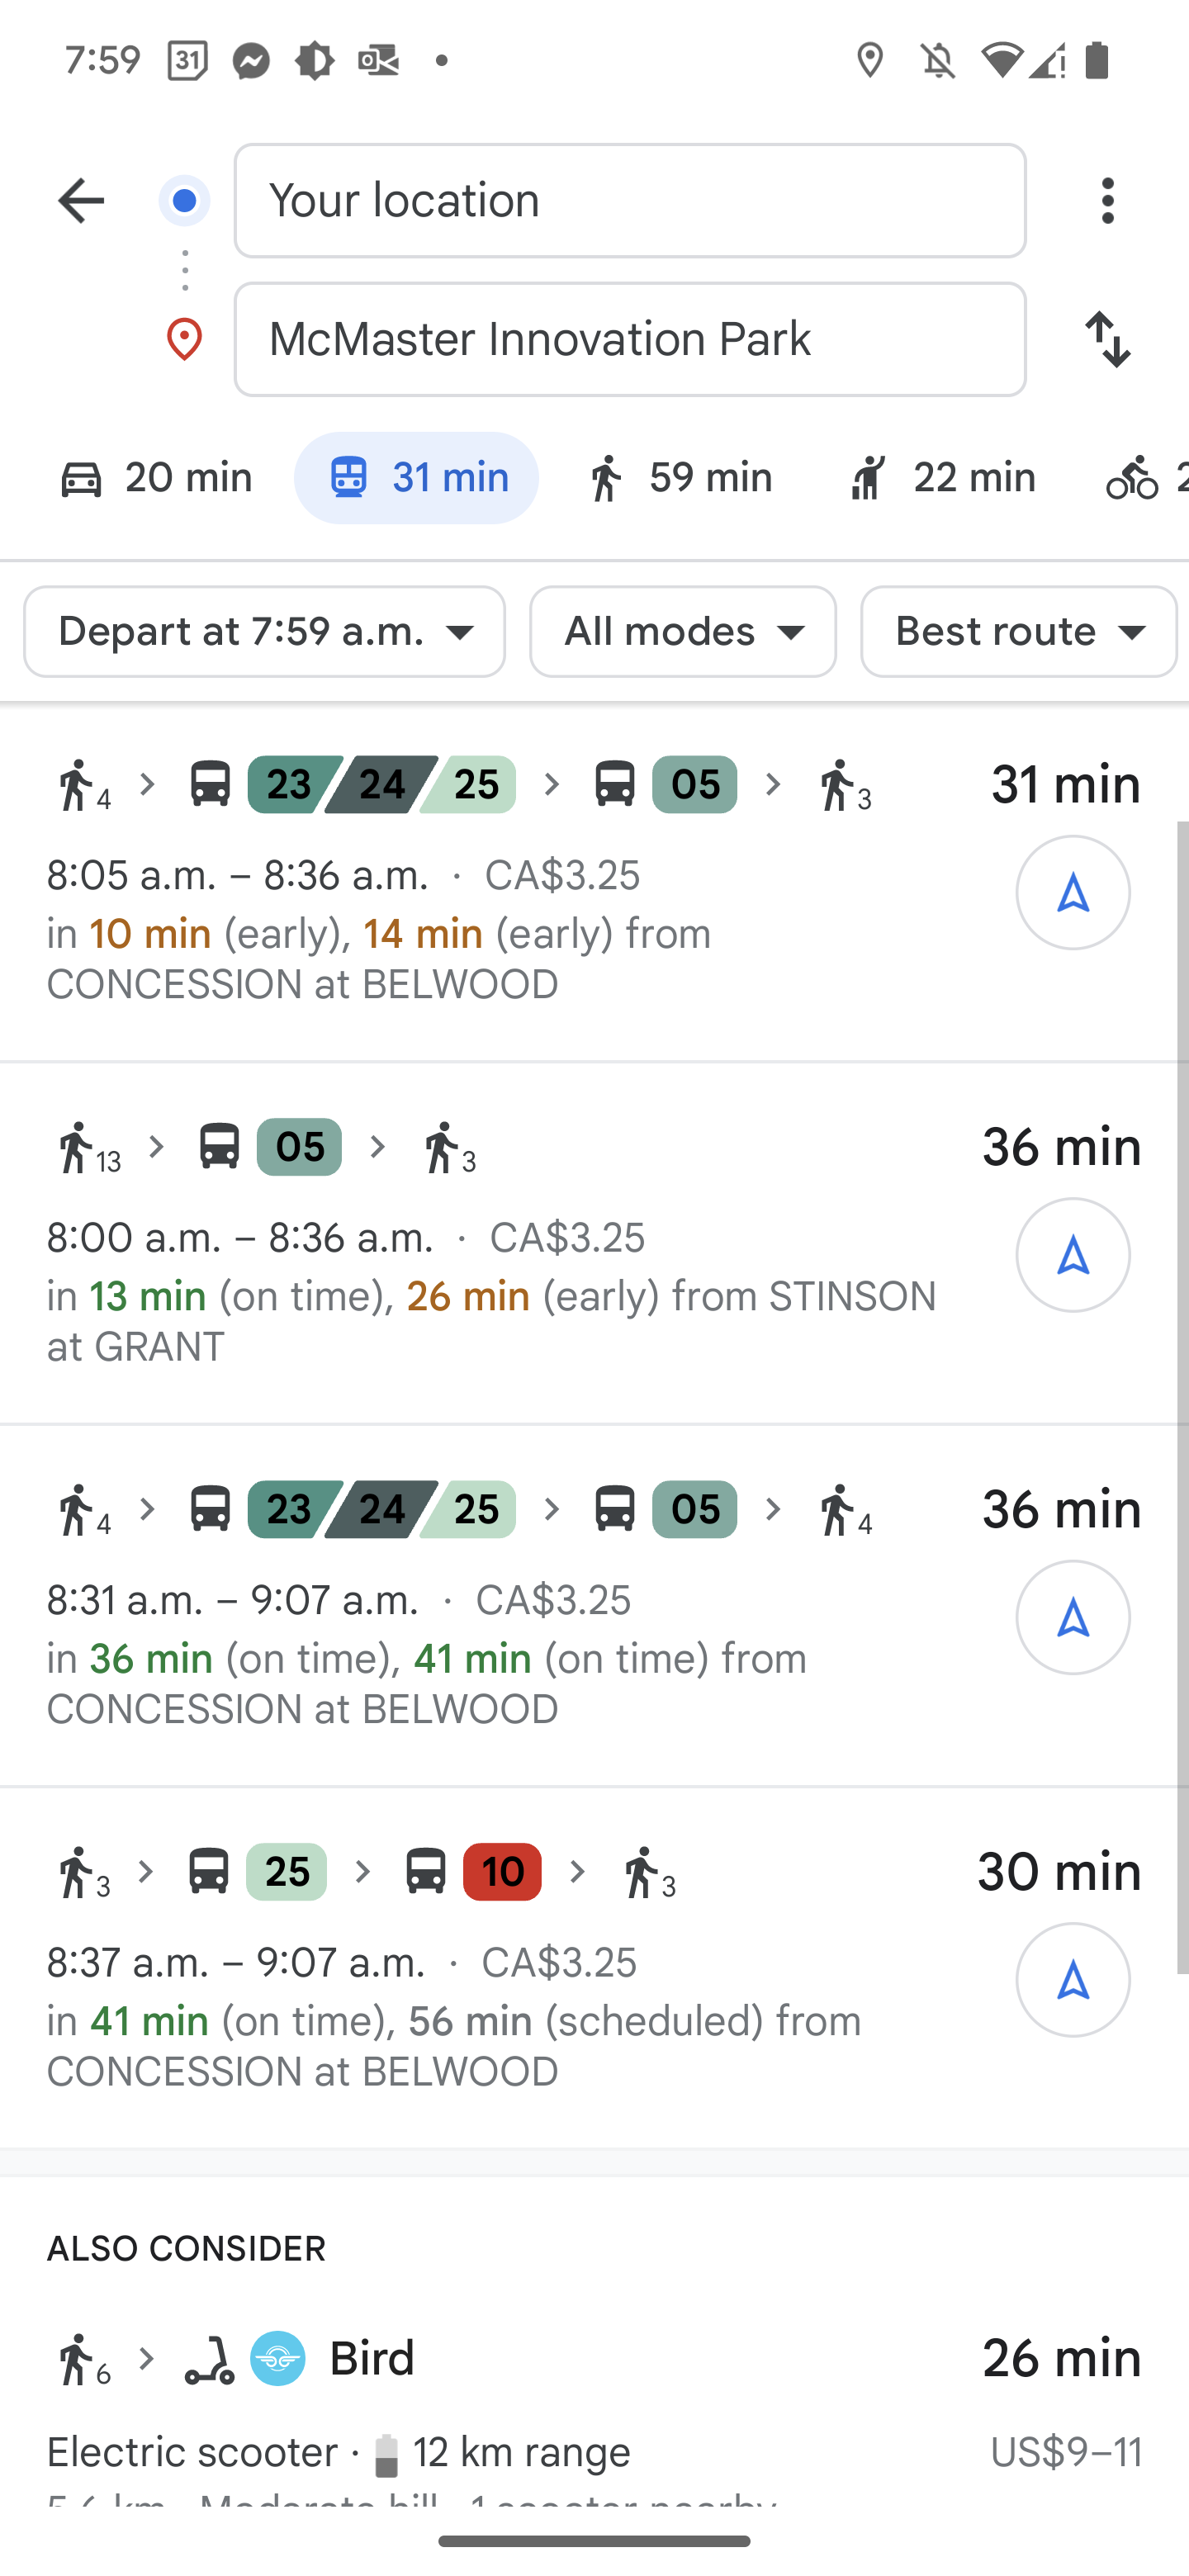 7:59 31
Your location
McMaster Innovation Park
20 min 31 min 59 min 22 min 2
Depart at 7:59 a.m. All modes Best route
4 23 24 25 05 3 31 min
8:05 a.m. – 8:36 a.m. · CA$3.25
in 10 min (early), 14 min (early) from
CONCESSION at BELWOOD
13 05 3 36 min
8:00 a.m. – 8:36 a.m. · CA$3.25
in 13 min (on time), 26 min (early) from STINSON
at GRANT
4 23 24 25 05 4 36 min
8:31 a.m. – 9:07 a.m. · CA$3.25
in 36 min (on time), 41 min (on time) from
CONCESSION at BELWOOD
3 25 10 3 30 min
8:37 a.m. – 9:07 a.m. · CA$3.25
in 41 min (on time), 56 min (scheduled) from
CONCESSION at BELWOOD
ALSO CONSIDER
6 Bird 26 min
Electric scooter · 12 km range US$9–11
km · Moderate hill · 1 scooter nearby